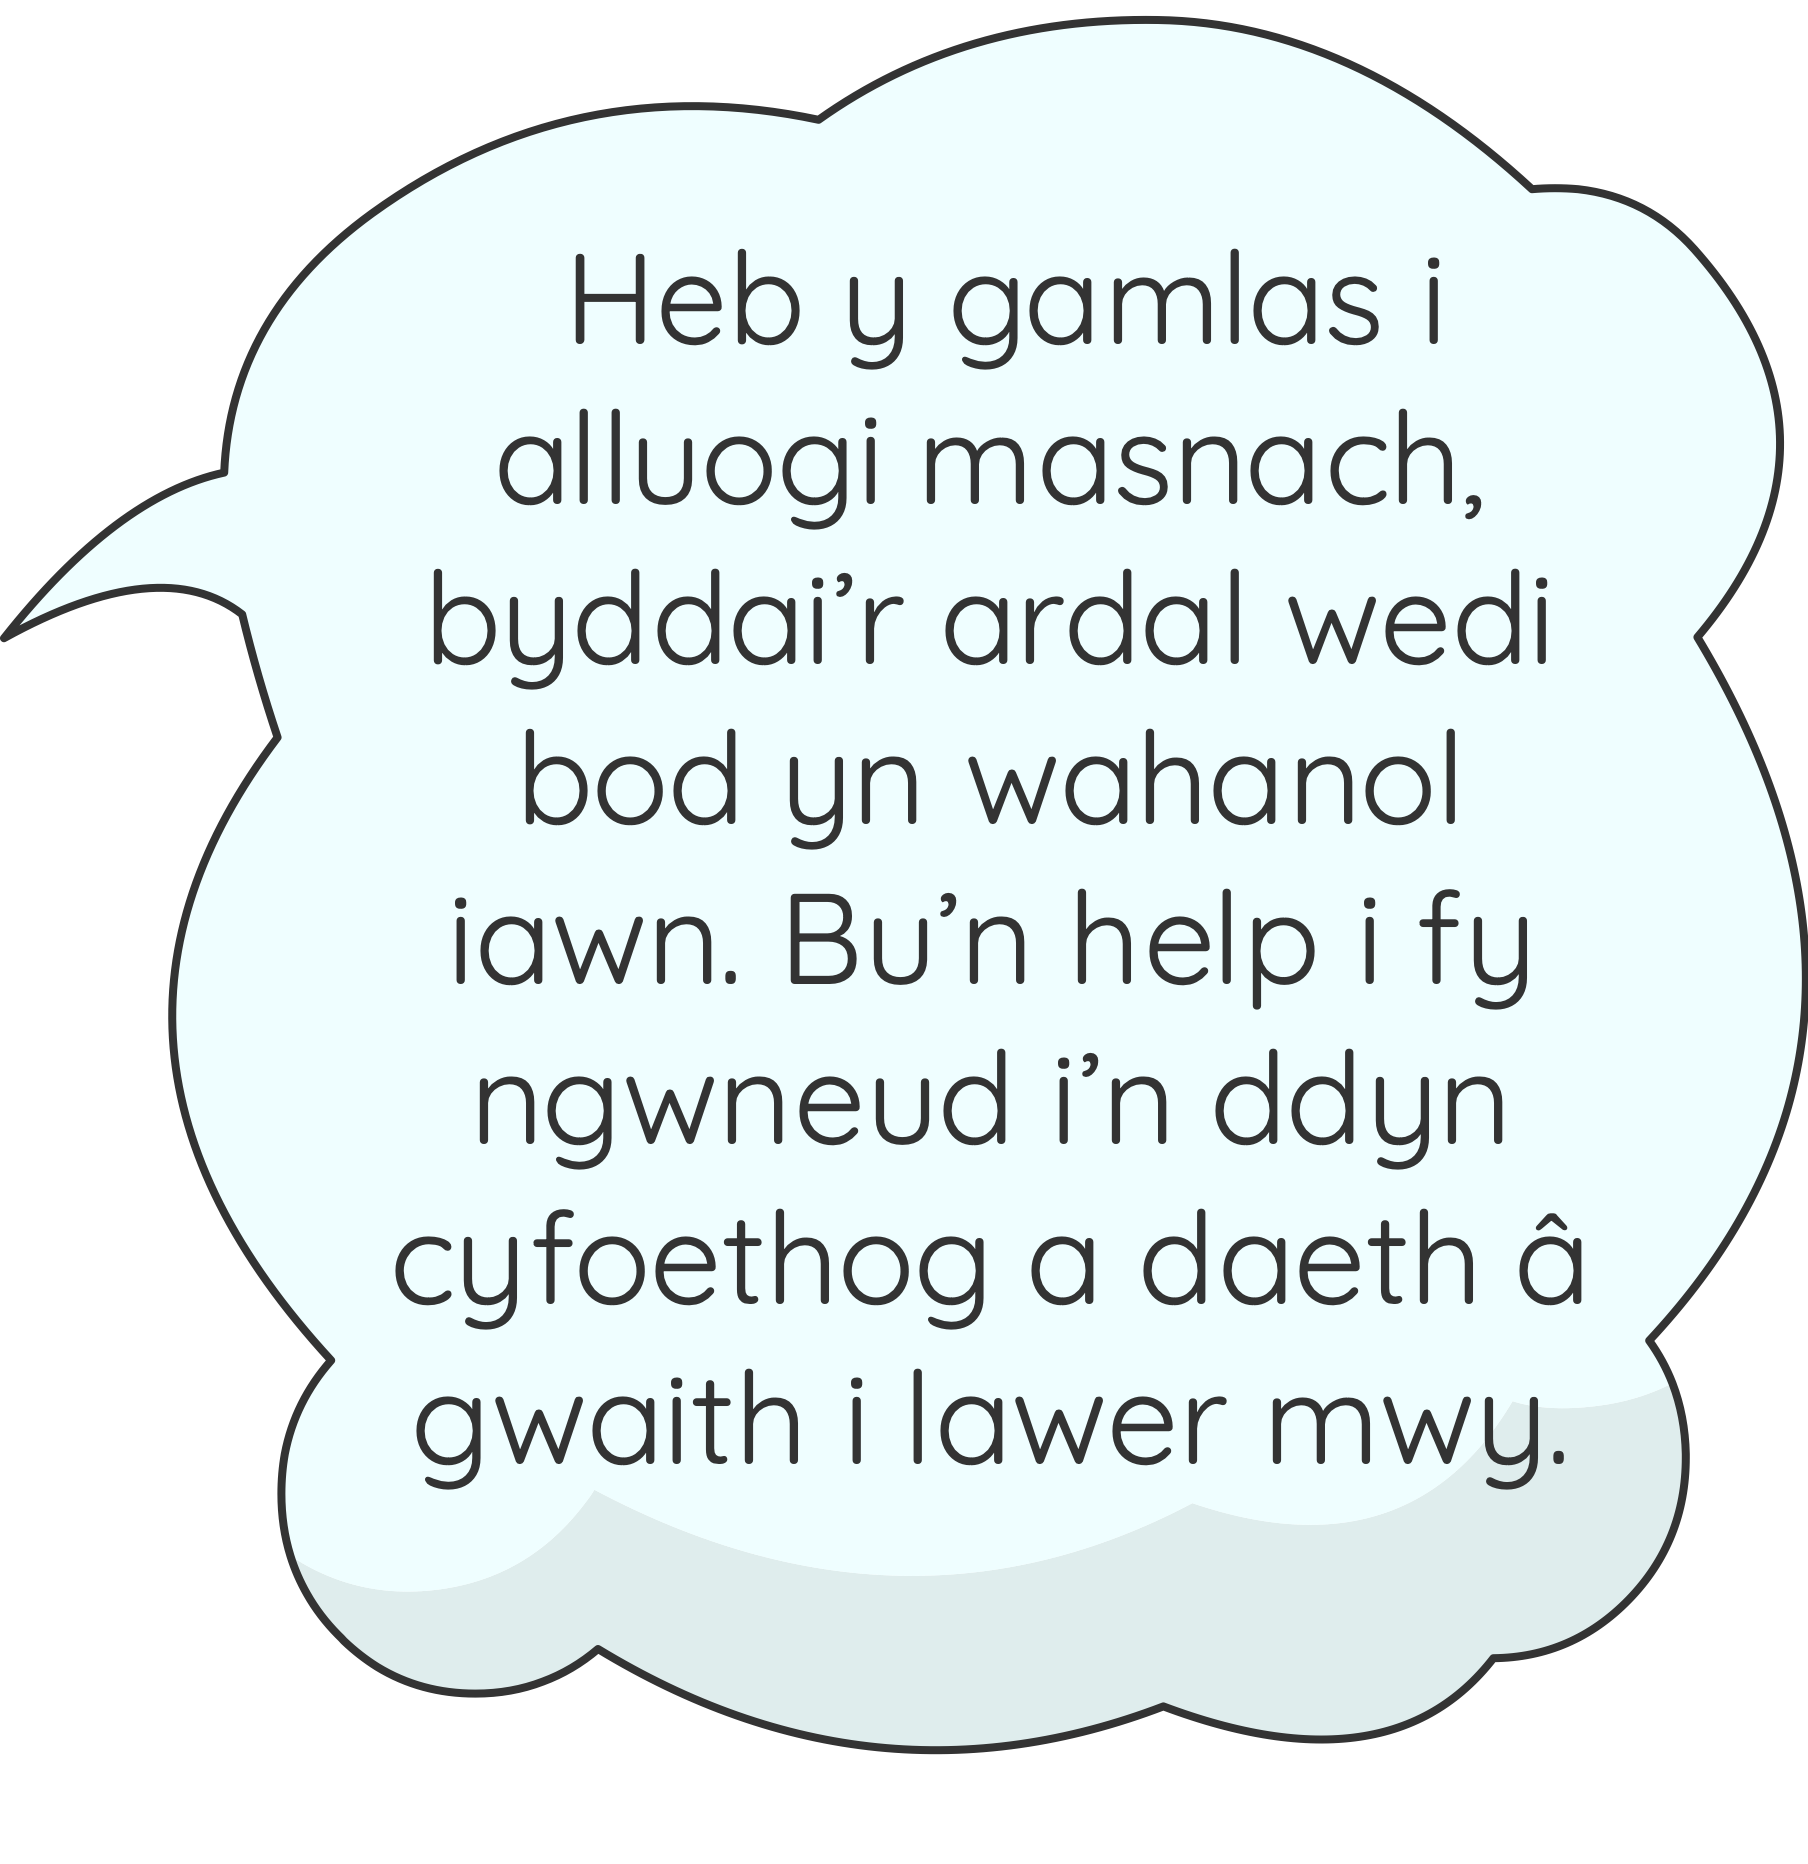 Heb y gamlas i
alluogi masnach,
byddai’r ardal wedi
bod yn wahanol
iawn. Bu’n help i fy
ngwneud i’n ddyn
cyfoethog a daeth â
gwaith i lawer mwy.